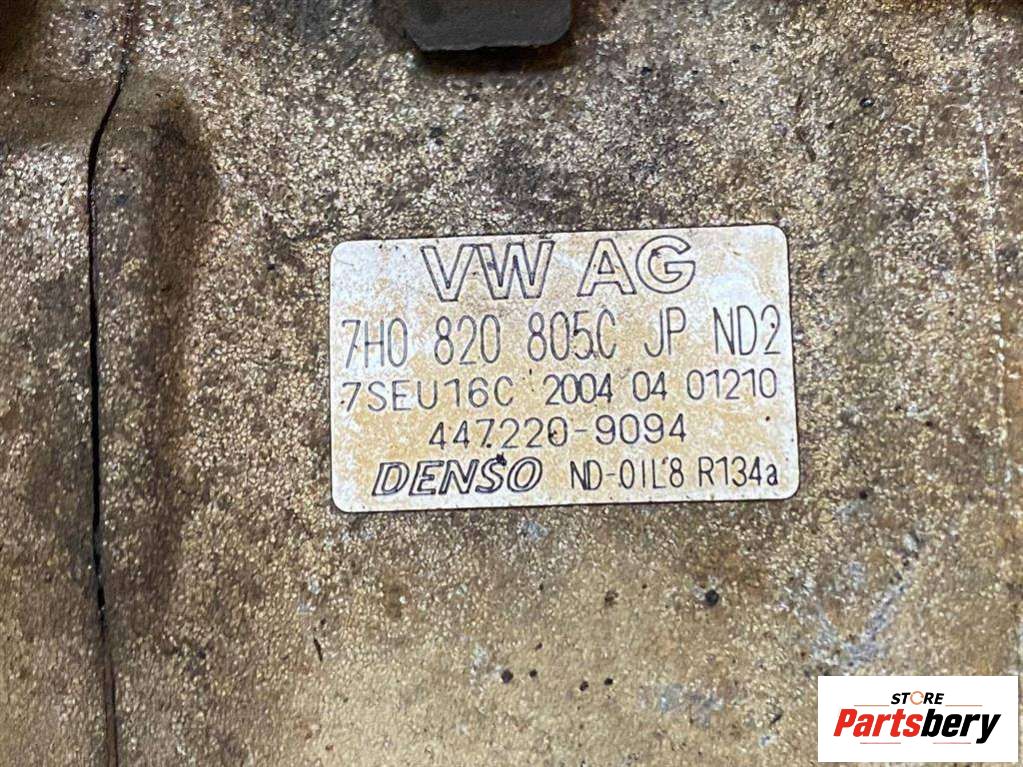 VW AG
7H0 820 805C JP ND2
7SEU16C 2004 04 01210
447220-9094
DENSO ND-OIL8 R134a
STORE
Partsbery